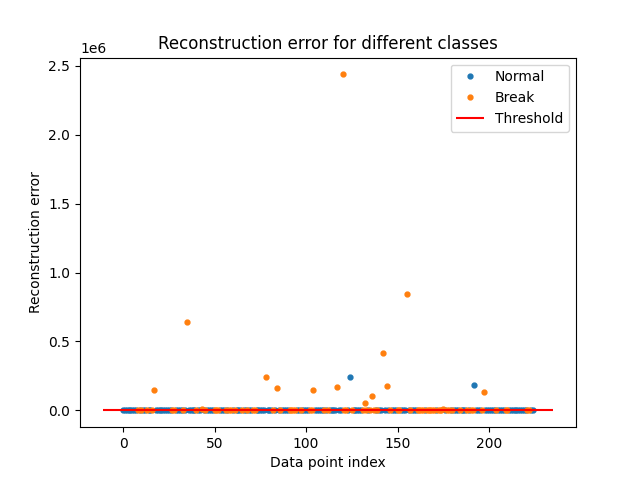 Reconstruction error for different classes
1e6
2.5
2.0
1.5
1.0
0.5
0.0
Reconstruction error
Normal
Break
Threshold
0
50
100
150
200
Data point index